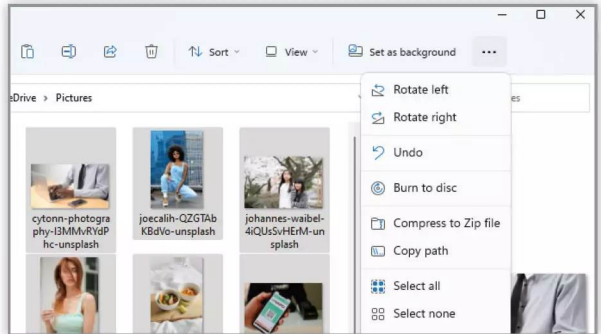 Sort
View
Set as background
eDrive > Pictures
es
Rotate left
Rotate right
Undo
Burn to disc
Compress to Zip file
Copy path
Select all
Select none
cytonn-photogra
phy-I3MMvRYdP
hc-unsplash
joecalih-QZGTAb
KBdVo-unsplash
johannes-waibel-
4iQUsSvHErM-un
splash